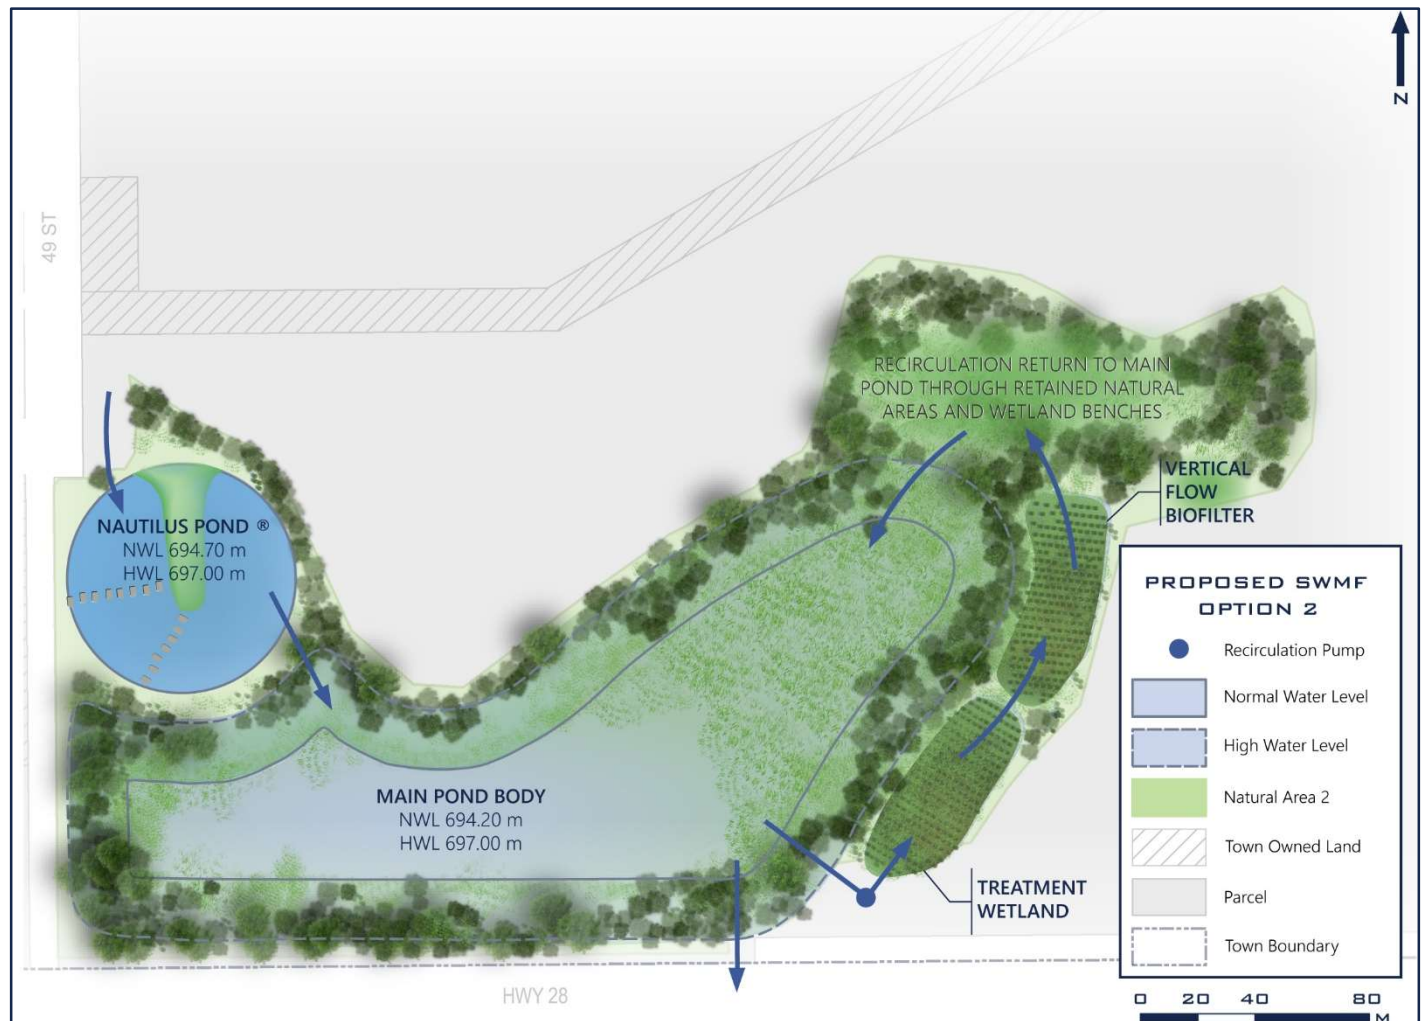 N
49 ST
RECIRCULATION RETURN TO MAIN
POND THROUGH RETAINED NATURAL
AREAS AND WETLAND BENCHES
VERTICAL
FLOW
BIOFILTER
NAUTILUS POND ®
NWL 694.70 m
HWL 697.00 m
MAIN POND BODY
NWL 694.20 m
HWL 697.00 m
TREATMENT
WETLAND
HWY 28
PROPOSED SWMF
OPTION 2
Recirculation Pump
Normal Water Level
High Water Level
Natural Area 2
Town Owned Land
Parcel
Town Boundary
0 20 40 80
M